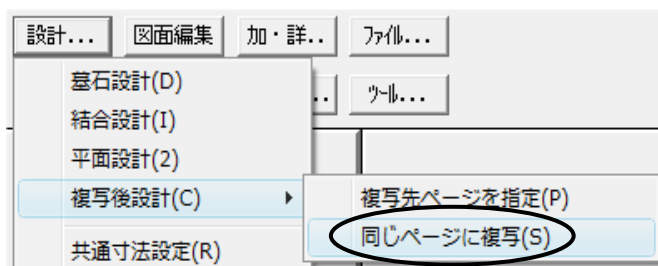 設計... 図面編集 加・詳.. ファイル...
墓石設計(D) .. ツール...
結合設計(I)
平面設計(2)
複写後設計(C) 複写先ページを指定(P)
同じページに複写(S)
共通寸法設定(R)